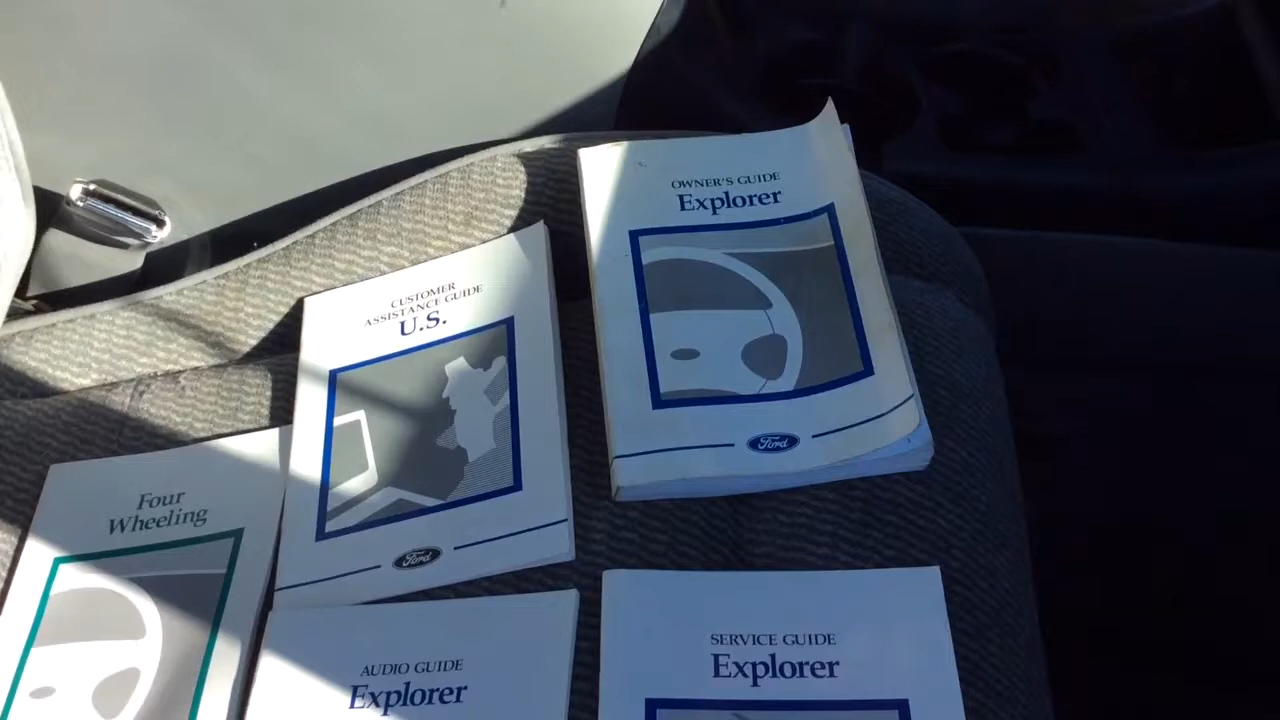 OWNER'S GUIDE
Explorer
Ford
CUSTOMER
ASSISTANCE GUIDE
U.S.
Ford
Four
Wheeling
AUDIO GUIDE
Explorer
SERVICE GUIDE
Explorer